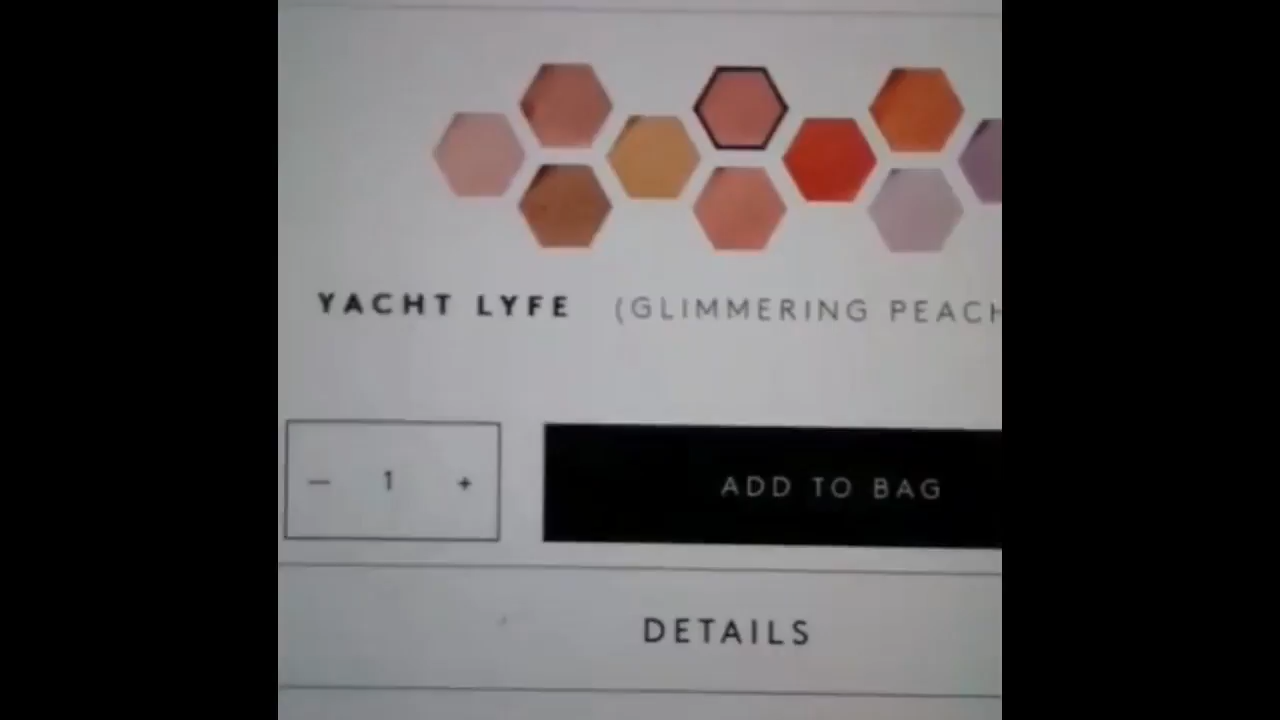 YACHT LYFE (GLIMMERING PEACH
— 1 + ADD TO BAG
DETAILS